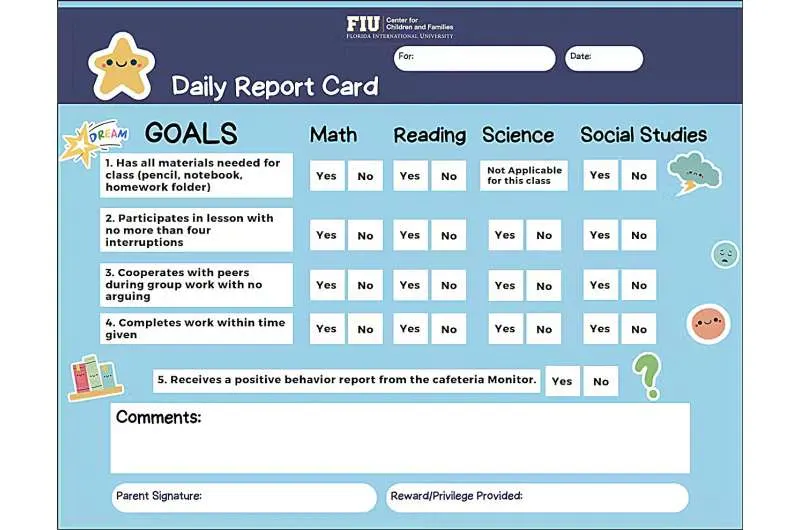 FIU Center for
Children and Families
FLORIDA INTERNATIONAL UNIVERSITY
For:
Date:
Daily Report Card
DREAM
GOALS Math Reading Science Social Studies
1. Has all materials needed for
class (pencil, notebook,
homework folder)
Yes No Yes No Not Applicable
for this class Yes No
2. Participates in lesson with
no more than four
interruptions
Yes No Yes No Yes No Yes No
3. Cooperates with peers
during group work with no
arguing
Yes No Yes No Yes No Yes No
4. Completes work within time
given
Yes No Yes No Yes No Yes No
5. Receives a positive behavior report from the cafeteria Monitor. Yes No
Comments:
Parent Signature:
Reward/Privilege Provided: